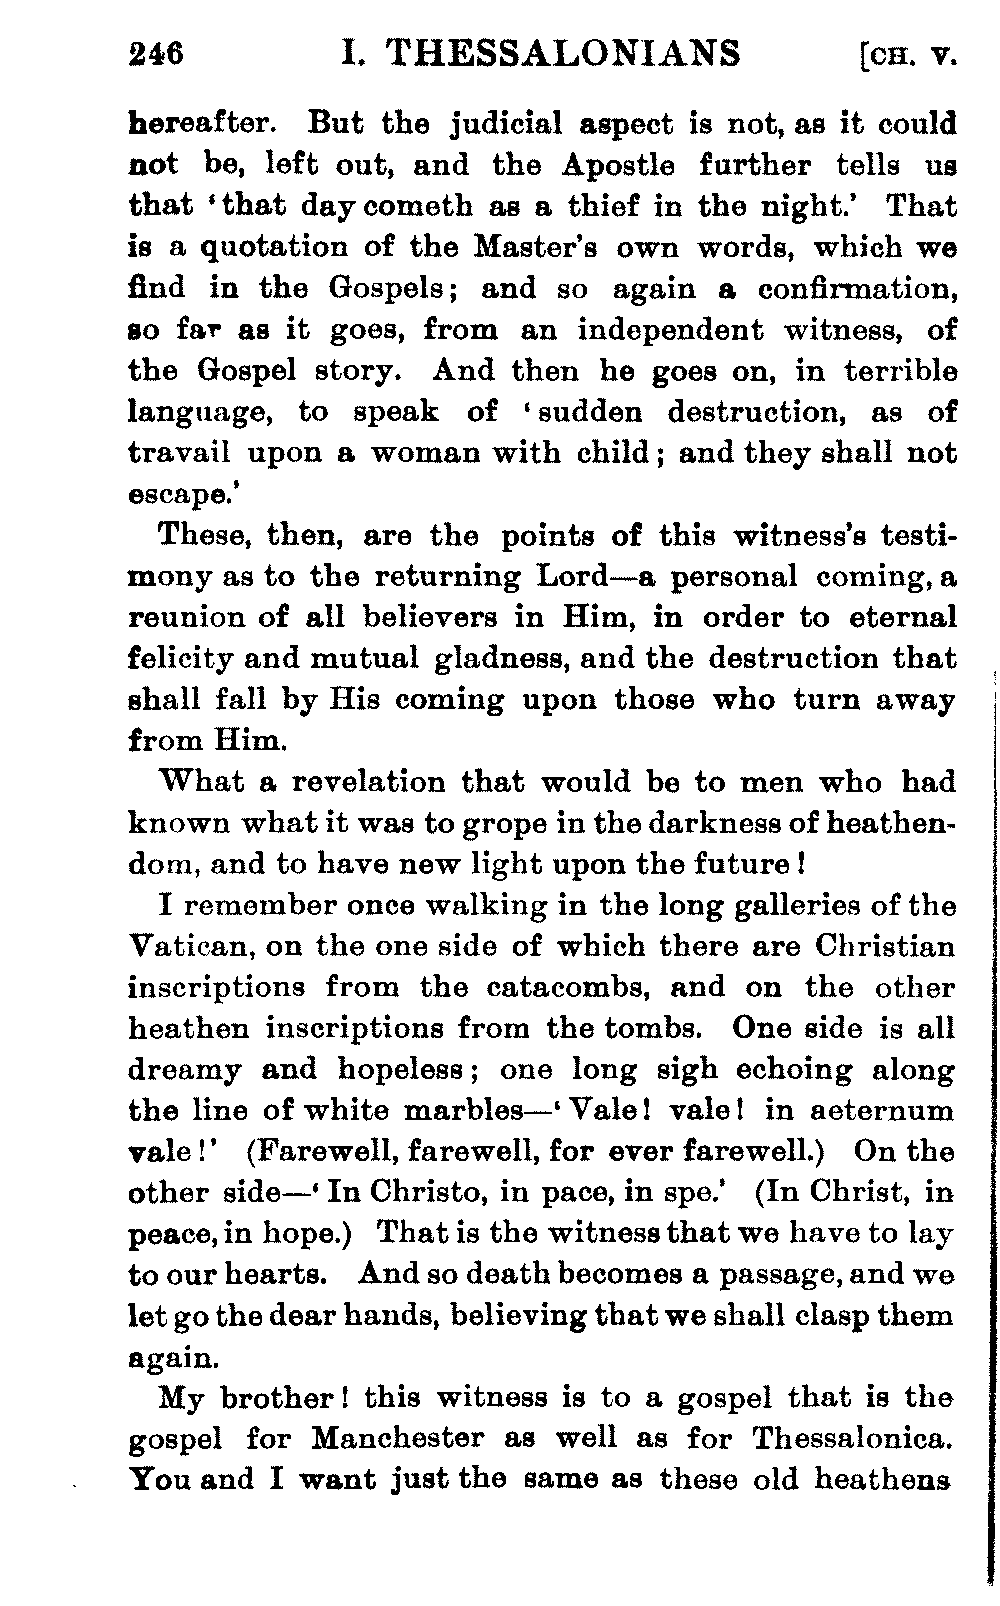 246 I. THESSALONIANS [CH. V.
hereafter. But the judicial aspect is not, as it could
not be, left out, and the Apostle further tells us
that ‘that day cometh as a thief in the night.’ That
is a quotation of the Master’s own words, which we
find in the Gospels; and so again a confirmation,
so far as it goes, from an independent witness, of
the Gospel story. And then he goes on, in terrible
language, to speak of ‘sudden destruction, as of
travail upon a woman with child; and they shall not
escape.’
These, then, are the points of this witness’s testi-
mony as to the returning Lord—a personal coming, a
reunion of all believers in Him, in order to eternal
felicity and mutual gladness, and the destruction that
shall fall by His coming upon those who turn away
from Him.
What a revelation that would be to men who had
known what it was to grope in the darkness of heathen-
dom, and to have new light upon the future!
I remember once walking in the long galleries of the
Vatican, on the one side of which there are Christian
inscriptions from the catacombs, and on the other
heathen inscriptions from the tombs. One side is all
dreamy and hopeless; one long sigh echoing along
the line of white marbles—‘Vale! vale! in aeternum
vale!’ (Farewell, farewell, for ever farewell.) On the
other side—‘In Christo, in pace, in spe.’ (In Christ, in
peace, in hope.) That is the witness that we have to lay
to our hearts. And so death becomes a passage, and we
let go the dear hands, believing that we shall clasp them
again.
My brother! this witness is to a gospel that is the
gospel for Manchester as well as for Thessalonica.
You and I want just the same as these old heathens